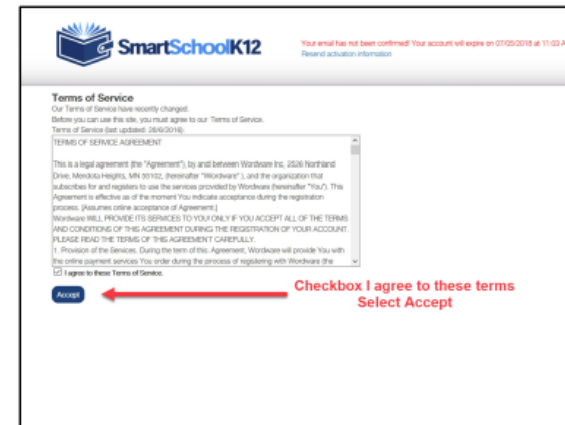 SmartSchoolK12
Your email has not been confirmed! Your account will expire on 07/05/2018 at 11:03 A
Resend activation information
Terms of Service
Our Terms of Service have recently changed.
Before you can use this site, you must agree to our Terms of Service.
Terms of Service (last updated: 28/6/2018):
TERMS OF SERVICE AGREEMENT
This is a legal agreement (the "Agreement"), by and between Wordware Inc, 2526 Northland
Drive, Mendota Heights, MN 55102, (hereinafter "Wordware" ), and the organization that
subscribes for and registers to use the services provided by Wordware (hereinafter "You"). This
Agreement is effective as of the moment You indicate acceptance during the registration
process. [Assumes online acceptance of Agreement.]
Wordware WILL PROVIDE ITS SERVICES TO YOU ONLY IF YOU ACCEPT ALL OF THE TERMS
AND CONDITIONS OF THIS AGREEMENT DURING THE REGISTRATION OF YOUR ACCOUNT.
PLEASE READ THE TERMS OF THIS AGREEMENT CAREFULLY.
1. Provision of the Services. During the term of this Agreement, Wordware will provide You with
the online payment services You order during the process of registering with Wordware (the
I agree to these Terms of Service.
Accept
Checkbox I agree to these terms
Select Accept